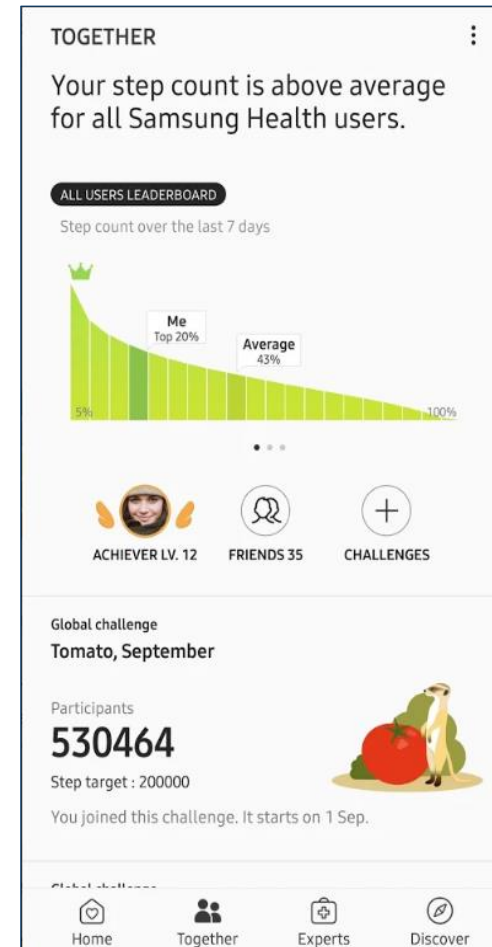 TOGETHER
Your step count is above average
for all Samsung Health users.
ALL USERS LEADERBOARD
Step count over the last 7 days
Me
Top 20%
Average
43%
5%
100%
ACHIEVER LV. 12
FRIENDS 35
CHALLENGES
Global challenge
Tomato, September
Participants
530464
Step target : 200000
You joined this challenge. It starts on 1 Sep.
Global challenge
Home
Together
Experts
Discover